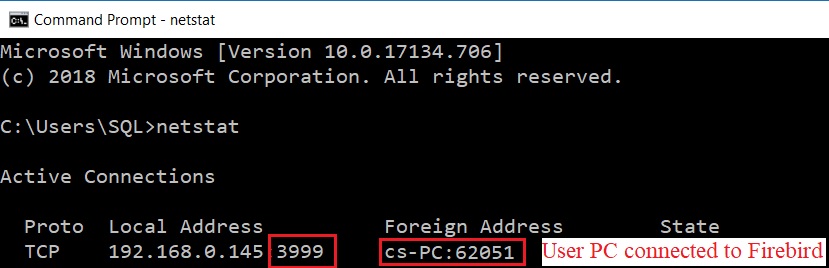 Command Prompt - netstat
Microsoft Windows [Version 10.0.17134.706]
(c) 2018 Microsoft Corporation. All rights reserved.
C:\Users\SQL>netstat
Active Connections
Proto  Local Address          Foreign Address        State
TCP    192.168.0.145:3999     cs-PC:62051 User PC connected to Firebird